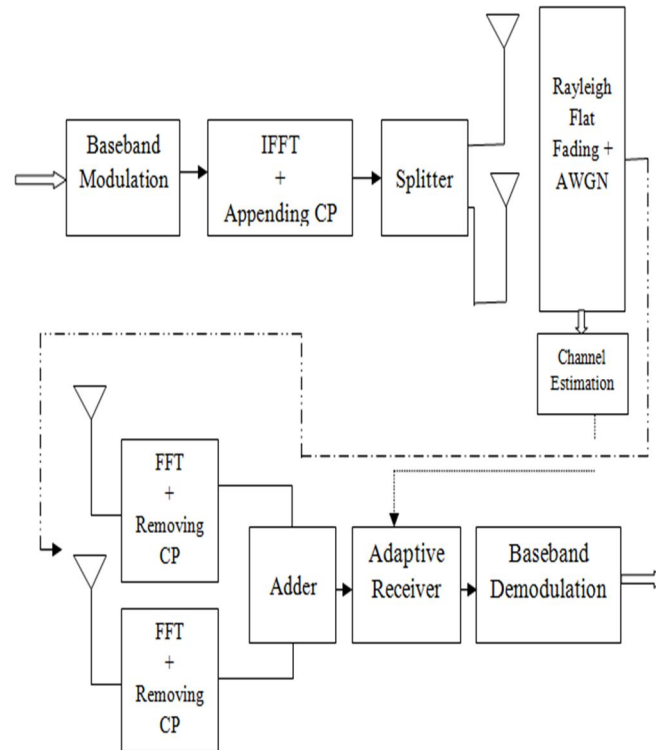 Baseband
Modulation
IFFT
+
Appending CP
Splitter
Rayleigh
Flat
Fading +
AWGN
Channel
Estimation
FFT
+
Removing
CP
FFT
+
Removing
CP
Adder
Adaptive
Receiver
Baseband
Demodulation